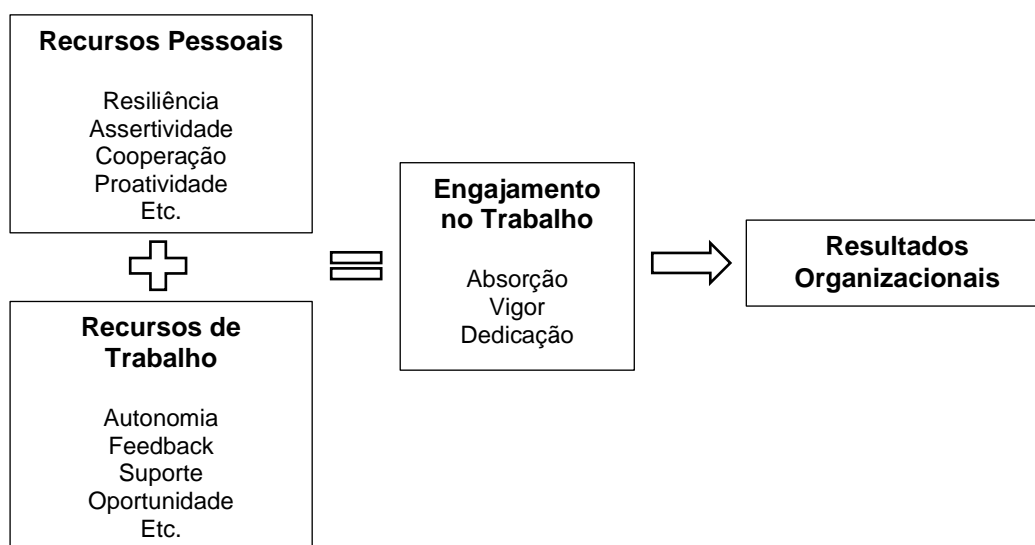 Recursos Pessoais
Resiliência
Assertividade
Cooperação
Proatividade
Etc.
Recursos de
Trabalho
Autonomia
Feedback
Suporte
Oportunidade
Etc.
Engajamento
no Trabalho
Absorção
Vigor
Dedicação
Resultados
Organizacionais